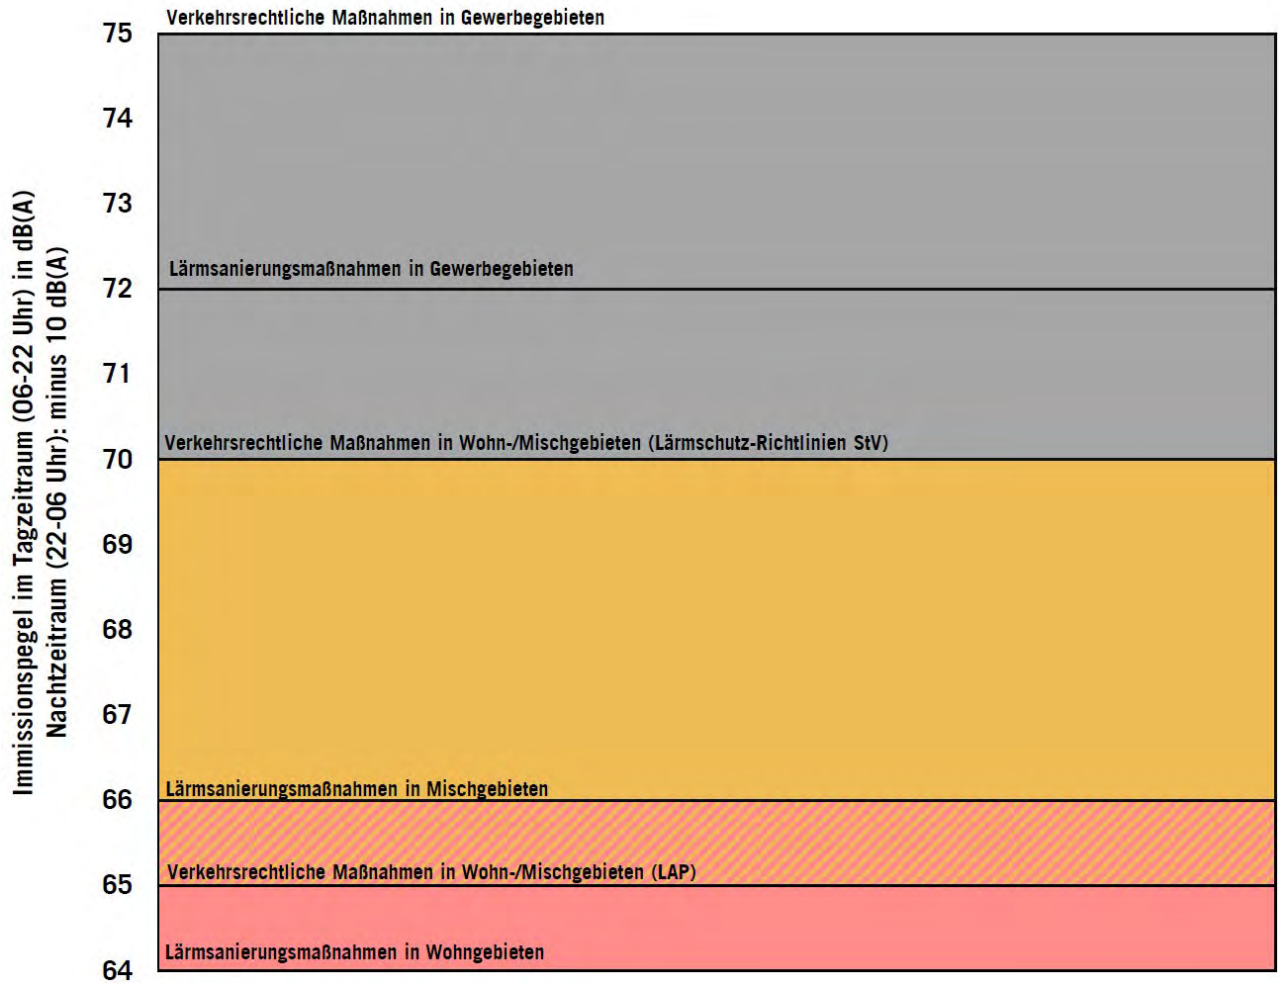 Verkehrsrechtliche Maßnahmen in Gewerbegebieten
75
74
73
Lärmsanierungsmaßnahmen in Gewerbegebieten
72
71
Verkehrsrechtliche Maßnahmen in Wohn-/Mischgebieten (Lärmschutz-Richtlinien StV)
70
69
68
67
Lärmsanierungsmaßnahmen in Mischgebieten
66
Verkehrsrechtliche Maßnahmen in Wohn-/Mischgebieten (LAP)
65
Lärmsanierungsmaßnahmen in Wohngebieten
64
Immissionspegel im Tagzeitraum (06-22 Uhr) in dB(A)
Nachtzeitraum (22-06 Uhr): minus 10 dB(A)